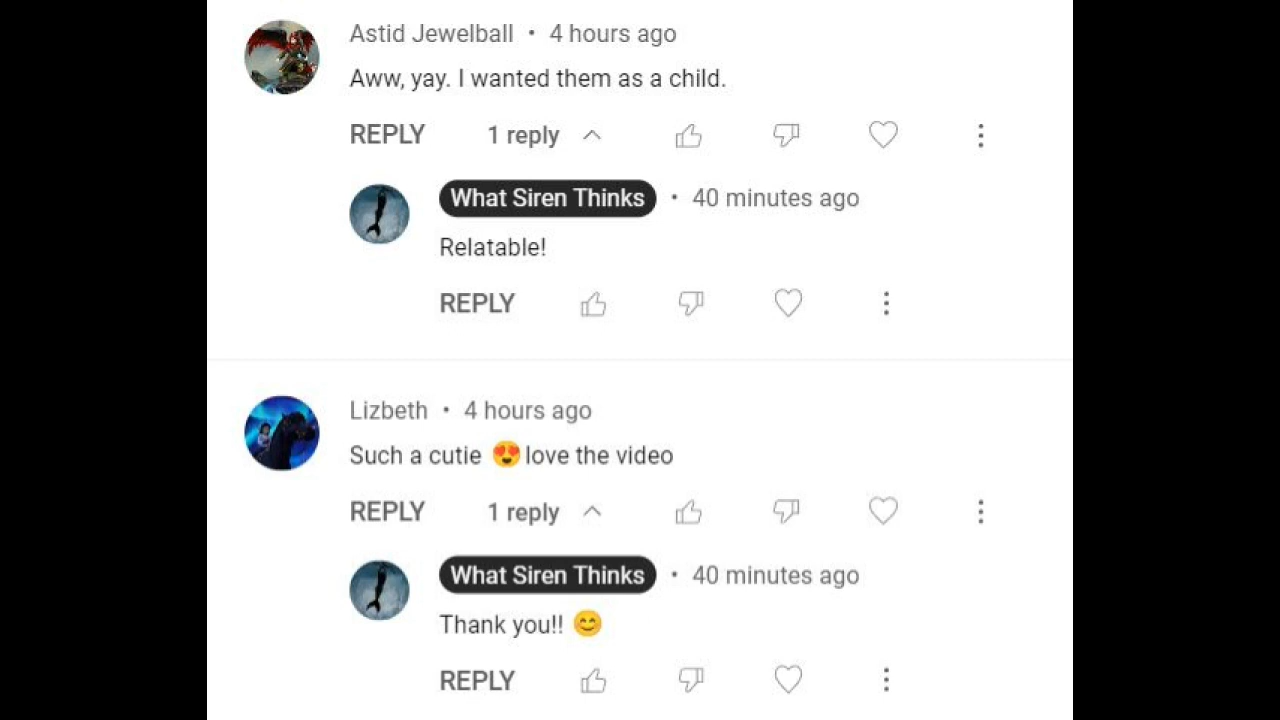 Astid Jewelball • 4 hours ago
Aww, yay. I wanted them as a child.
REPLY 1 reply
What Siren Thinks • 40 minutes ago
Relatable!
REPLY
Lizbeth • 4 hours ago
Such a cutie 😍 love the video
REPLY 1 reply
What Siren Thinks • 40 minutes ago
Thank you!! 😊
REPLY